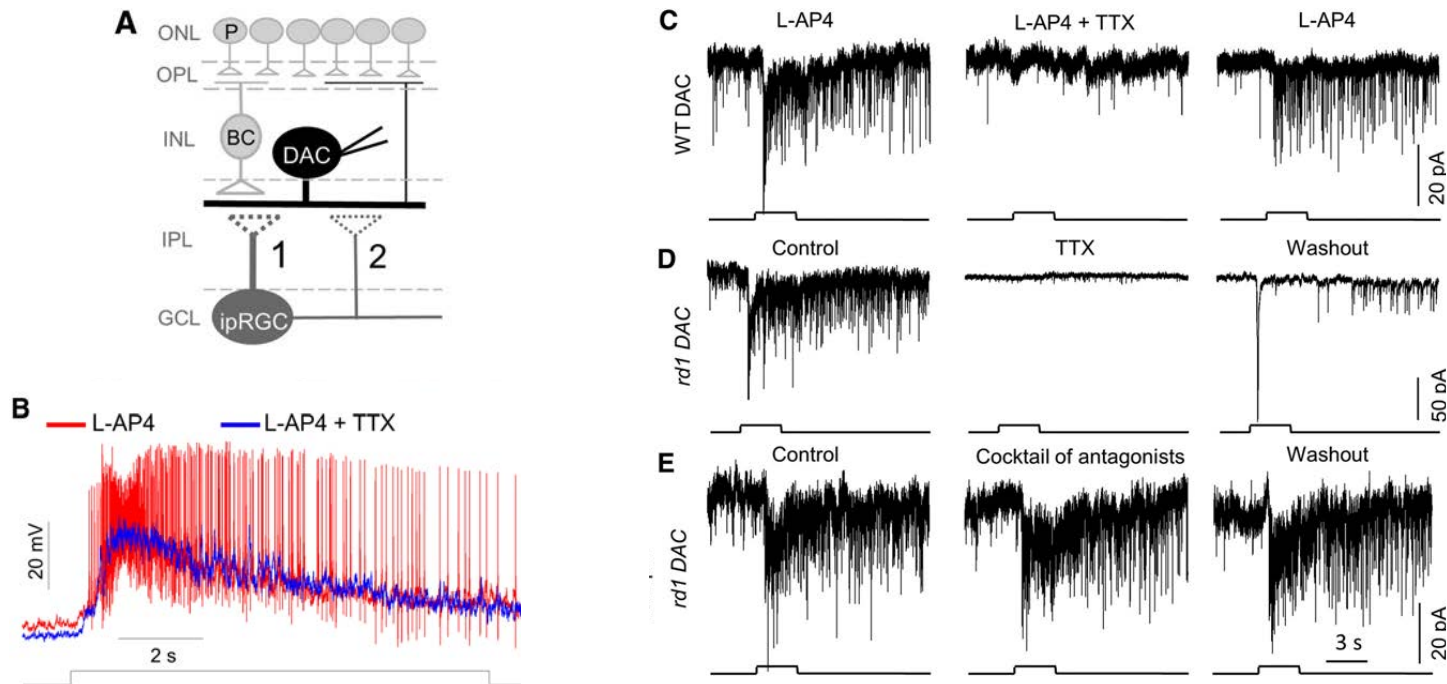 A
ONL
P
OPL
INL
BC
DAC
IPL
1
2
GCL
ipRGC
B
L-AP4
L-AP4 + TTX
20 mV
2 s
C
L-AP4
L-AP4 + TTX
L-AP4
WT DAC
20 pA
D
Control
TTX
Washout
rd1 DAC
50 pA
E
Control
Cocktail of antagonists
Washout
rd1 DAC
3 s
20 pA